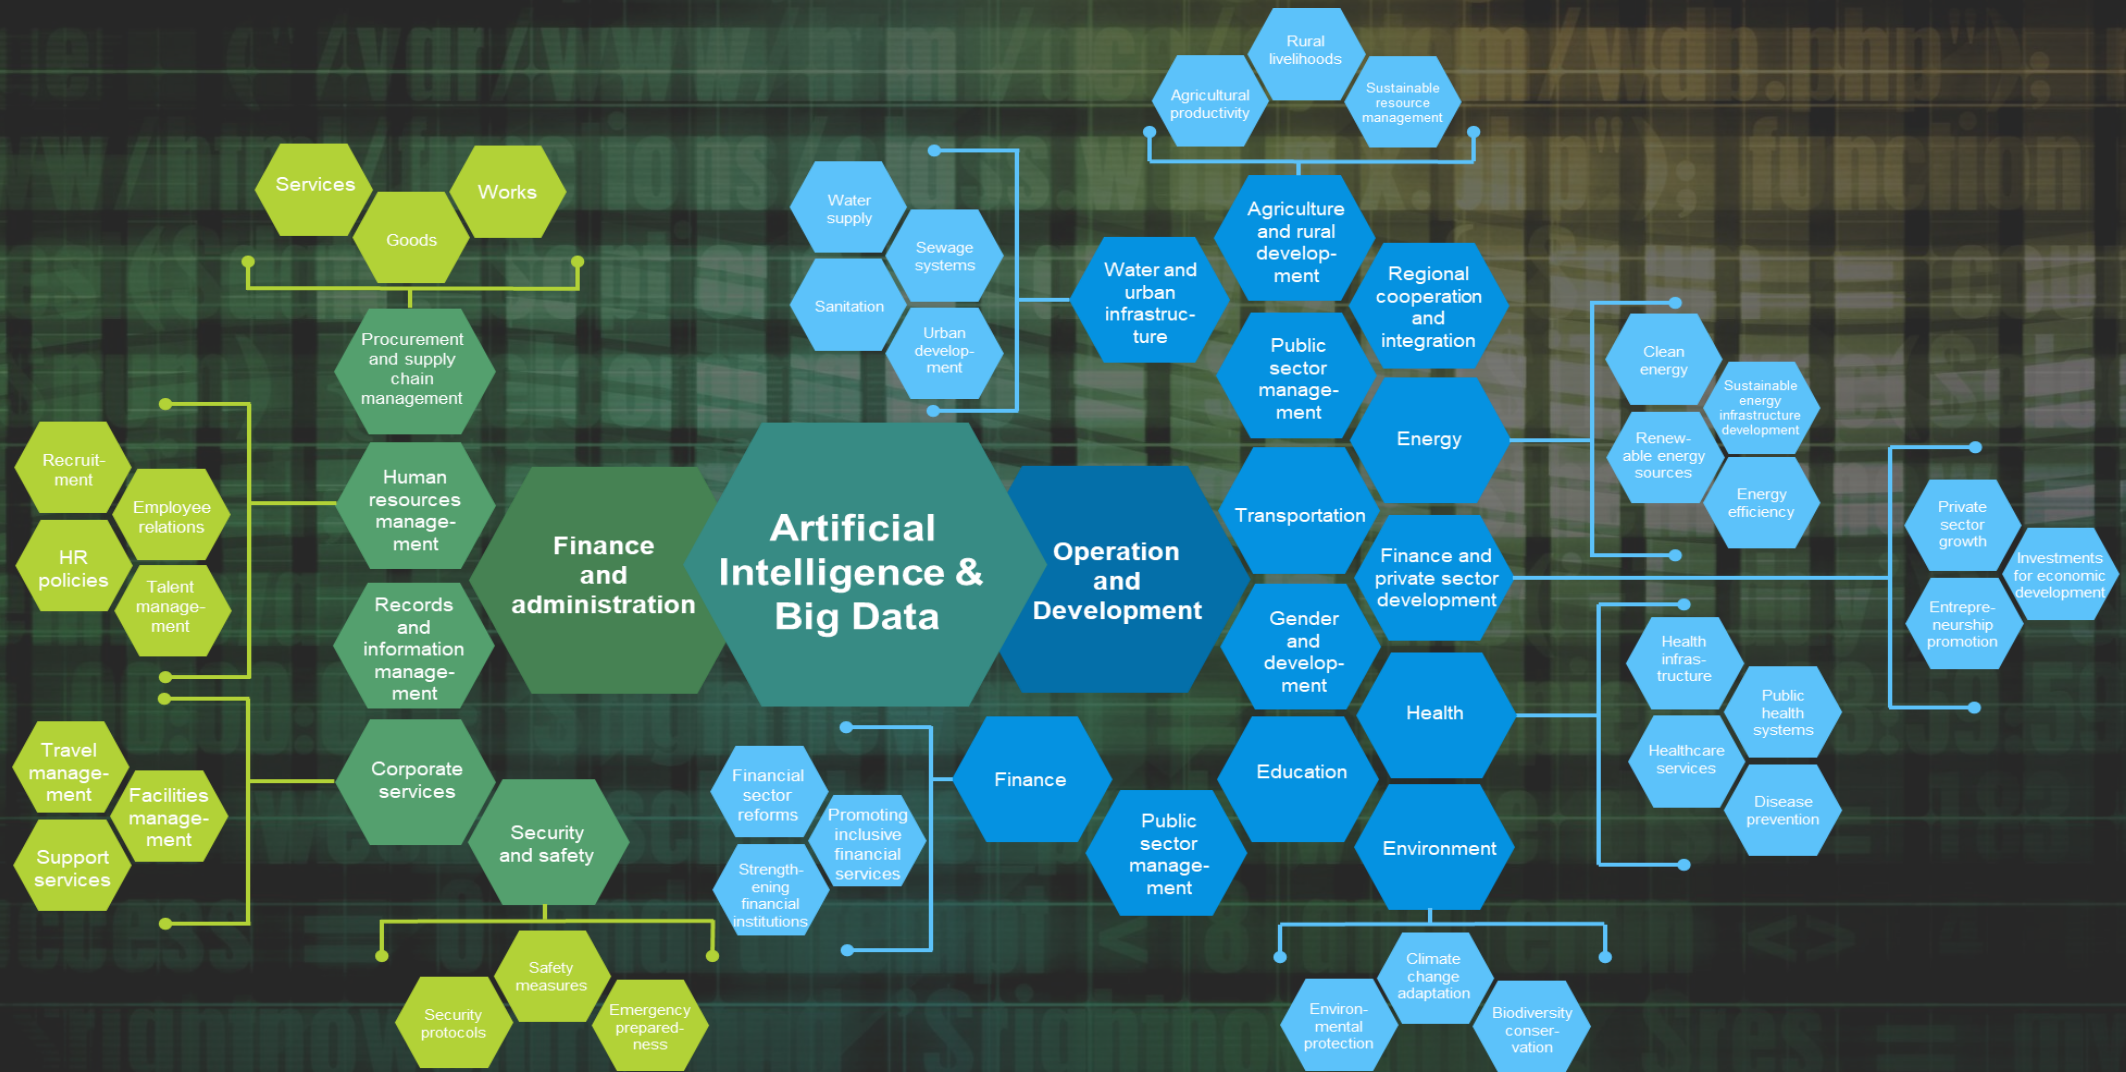 Rural
livelihoods
Agricultural
productivity
Sustainable
resource
management
Services
Goods
Works
Water
supply
Sewage
systems
Sanitation
Urban
develop-
ment
Agriculture
and rural
develop-
ment
Water and
urban
infrastruc-
ture
Regional
cooperation
and
integration
Procurement
and supply
chain
management
Public
sector
manage-
ment
Clean
energy
Sustainable
energy
infrastructure
development
Renew-
able energy
sources
Energy
efficiency
Energy
Recruit-
ment
Employee
relations
HR
policies
Talent
manage-
ment
Human
resources
manage-
ment
Records
and
information
manage-
ment
Finance
and
administration
Artificial
Intelligence &
Big Data
Operation
and
Development
Transportation
Finance and
private sector
development
Private
sector
growth
Investments
for economic
development
Entrepre-
neurship
promotion
Gender
and
develop-
ment
Health
Health
infras-
tructure
Public
health
systems
Healthcare
services
Disease
prevention
Travel
manage-
ment
Facilities
manage-
ment
Support
services
Corporate
services
Security
and safety
Financial
sector
reforms
Promoting
inclusive
financial
services
Strength-
ening
financial
institutions
Finance
Public
sector
manage-
ment
Education
Environment
Security
protocols
Safety
measures
Emergency
prepared-
ness
Environ-
mental
protection
Climate
change
adaptation
Biodiversity
conser-
vation